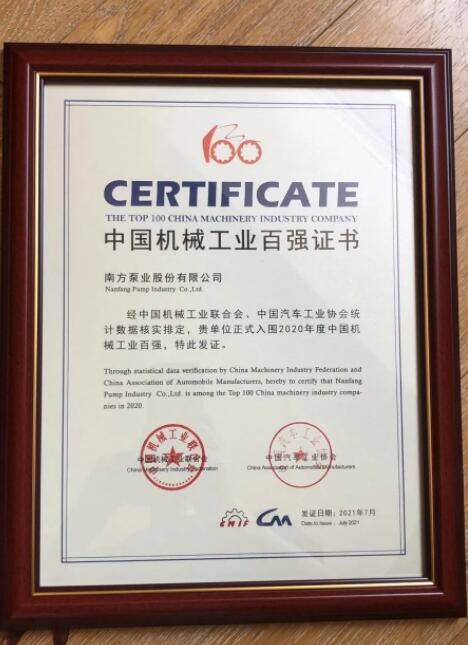 100
CERTIFICATE
THE TOP 100 CHINA MACHINERY INDUSTRY COMPANY
中国机械工业百强证书
南方泵业股份有限公司
Nanfang Pump Industry Co.,Ltd.
经中国机械工业联合会、中国汽车工业协会统
计数据核实排定，贵单位正式入围2020年度中国机
械工业百强，特此发证。
Through statistical data verification by China Machinery Industry Federation and
China Association of Automobile Manufacturers, hereby to certify that Nanfang
Pump Industry Co.,Ltd. is among the Top 100 China machinery industry compa-
nies in 2020.
中国机械工业联合会
China Machinery Industry Federation
中国汽车工业协会
China Association of Automobile Manufacturers
CMIF
发证日期：2021年7月
Date to Issue: July 2021